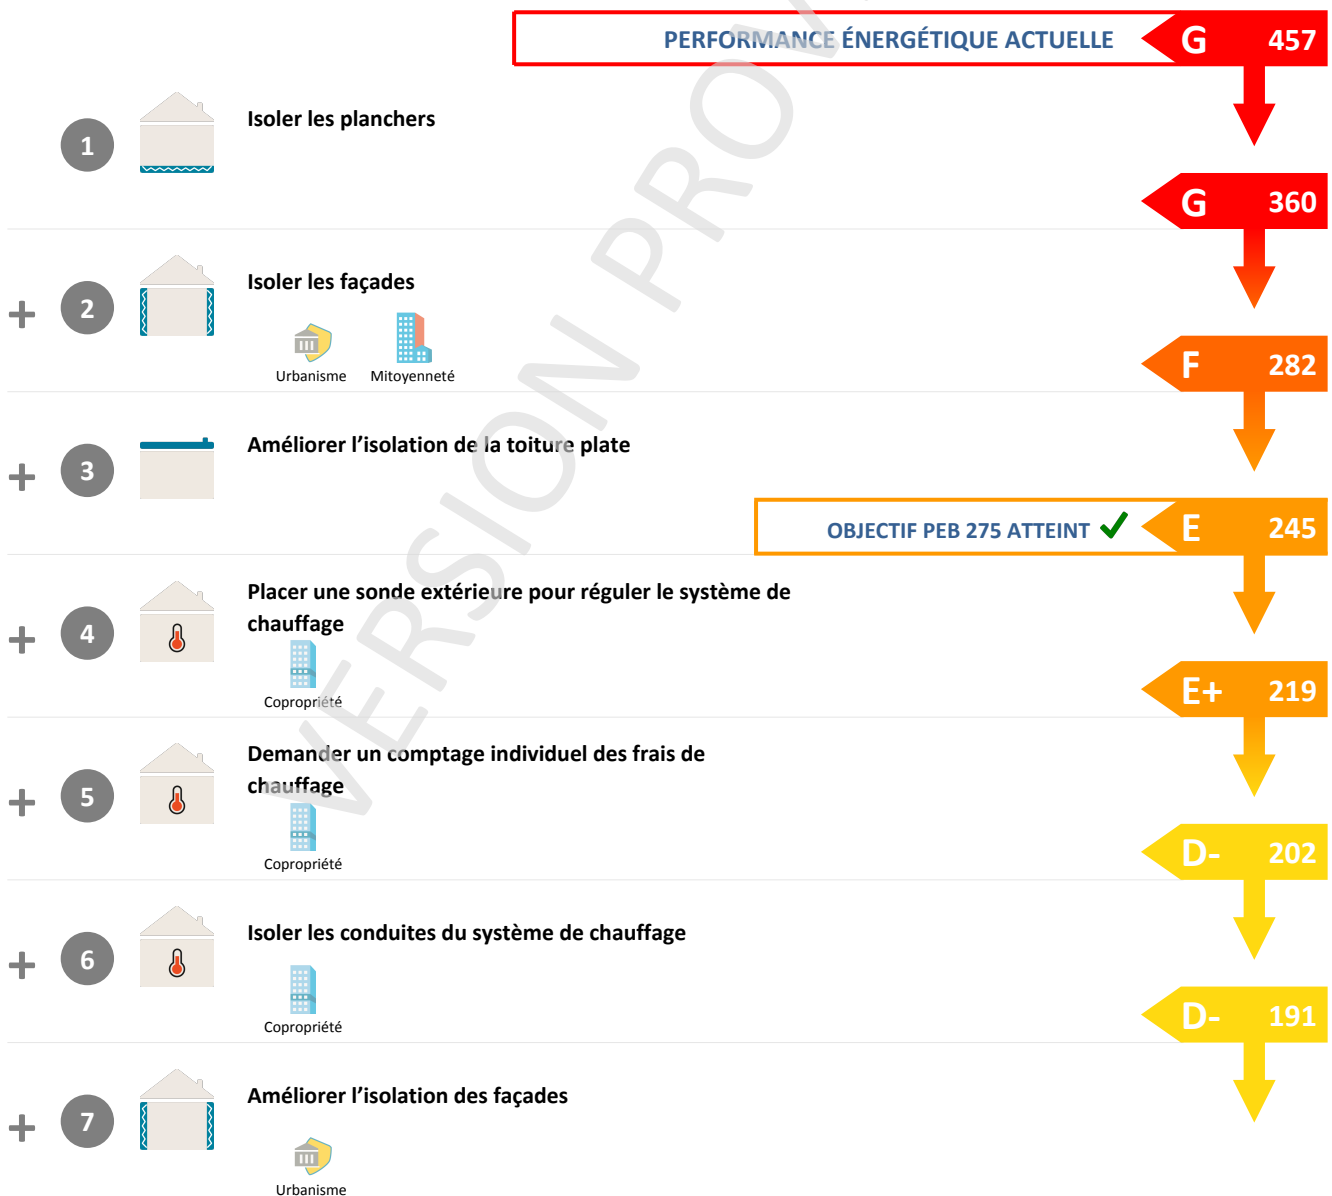 PERFORMANCE ÉNERGÉTIQUE ACTUELLE G 457
1 Isoler les planchers
G 360
+ 2 Isoler les façades
Urbanisme Mitoyenneté
F 282
+ 3 Améliorer l’isolation de la toiture plate
OBJECTIF PEB 275 ATTEINT E 245
+ 4 Placer une sonde extérieure pour réguler le système de
chauffage
Copropriété
E+ 219
+ 5 Demander un comptage individuel des frais de
chauffage
Copropriété
D- 202
+ 6 Isoler les conduites du système de chauffage
Copropriété
D- 191
+ 7 Améliorer l’isolation des façades
Urbanisme
VERSION PROV